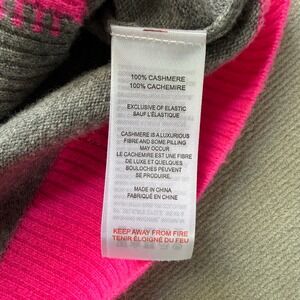 100% CASHMERE
100% CACHEMIRE
EXCLUSIVE OF ELASTIC
SAUF L'ÉLASTIQUE
CASHMERE IS A LUXURIOUS
FIBRE AND SOME PILLING
MAY OCCUR
LE CACHEMIRE EST UNE FIBRE
DE LUXE ET QUELQUES
BOULOCHES PEUVENT
SE PRODUIRE.
MADE IN CHINA
FABRIQUÉ EN CHINE
KEEP AWAY FROM FIRE
TENIR ÉLOIGNÉ DU FEU